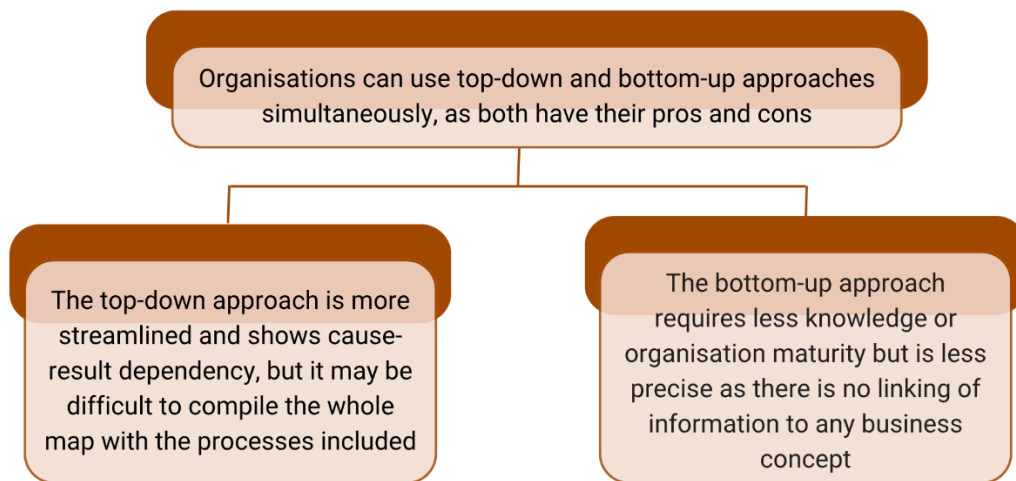 Organisations can use top-down and bottom-up approaches
simultaneously, as both have their pros and cons
The top-down approach is more
streamlined and shows cause-
result dependency, but it may be
difficult to compile the whole
map with the processes included
The bottom-up approach
requires less knowledge or
organisation maturity but is less
precise as there is no linking of
information to any business
concept